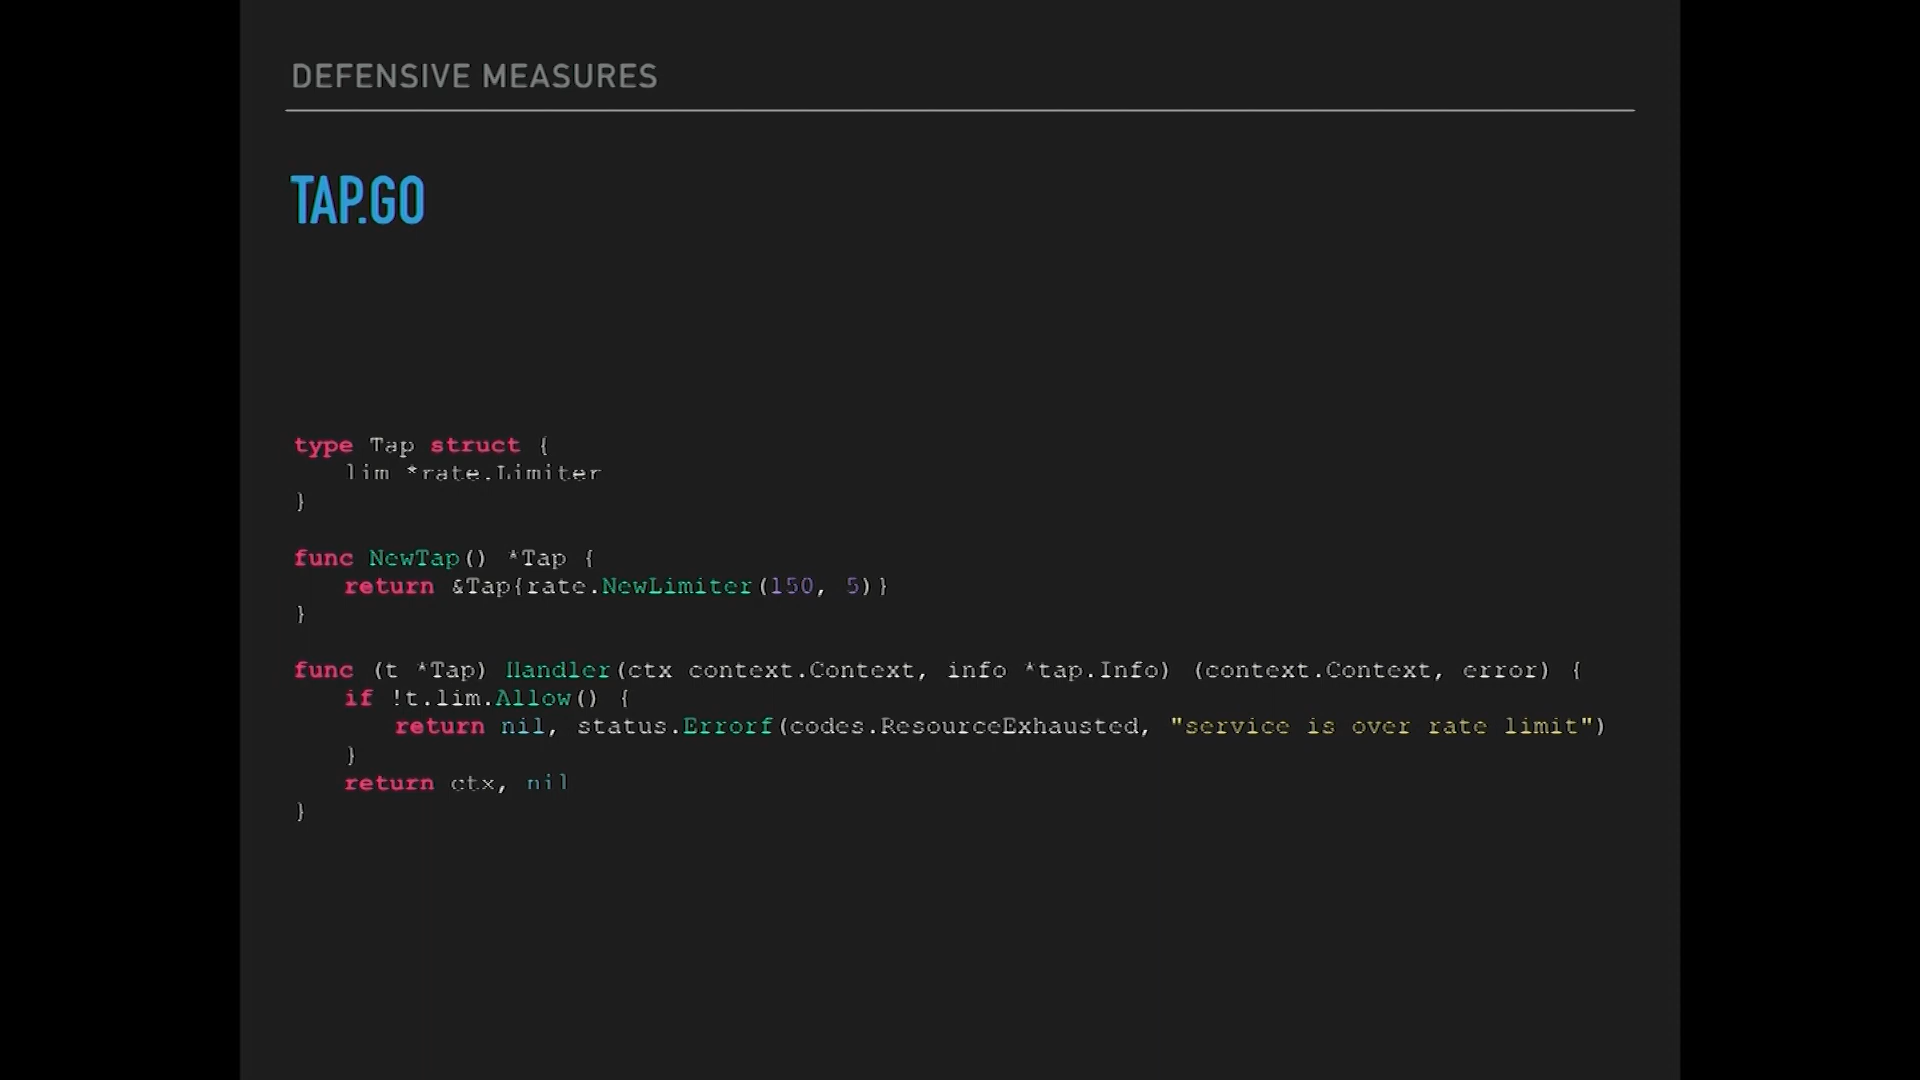 DEFENSIVE MEASURES
TAP.GO
type Tap struct {
    lim *rate.Limiter
}
func NewTap() *Tap {
    return &Tap{rate.NewLimiter(150, 5)}
}
func (t *Tap) Handler(ctx context.Context, info *tap.Info) (context.Context, error) {
    if !t.lim.Allow() {
        return nil, status.Errorf(codes.ResourceExhausted, "service is over rate limit")
    }
    return ctx, nil
}